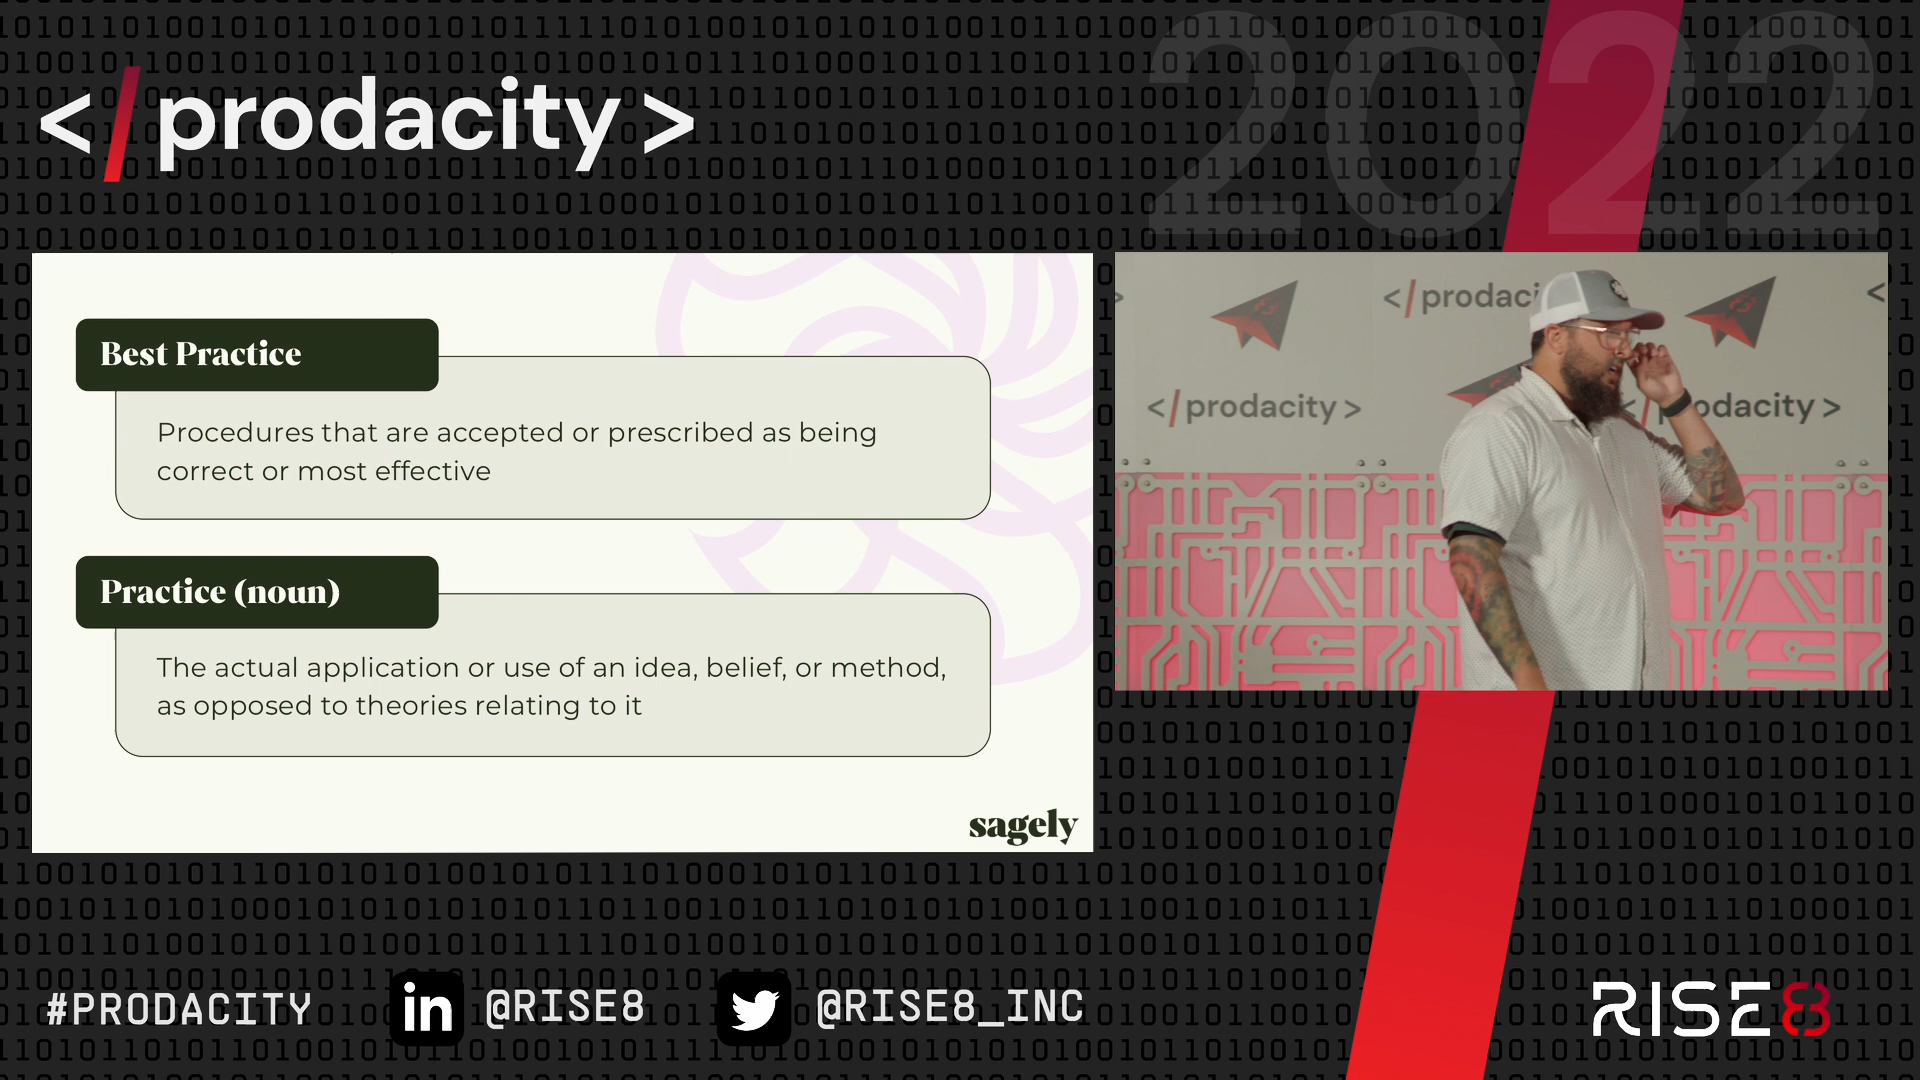 2022
</prodacity>
Best Practice
Procedures that are accepted or prescribed as being
correct or most effective
Practice (noun)
The actual application or use of an idea, belief, or method,
as opposed to theories relating to it
sagely
</prodaci
<
</prodacity>
</prodacity>
#PRODACITY
in
@RISE8
@RISE8_INC
RISE8